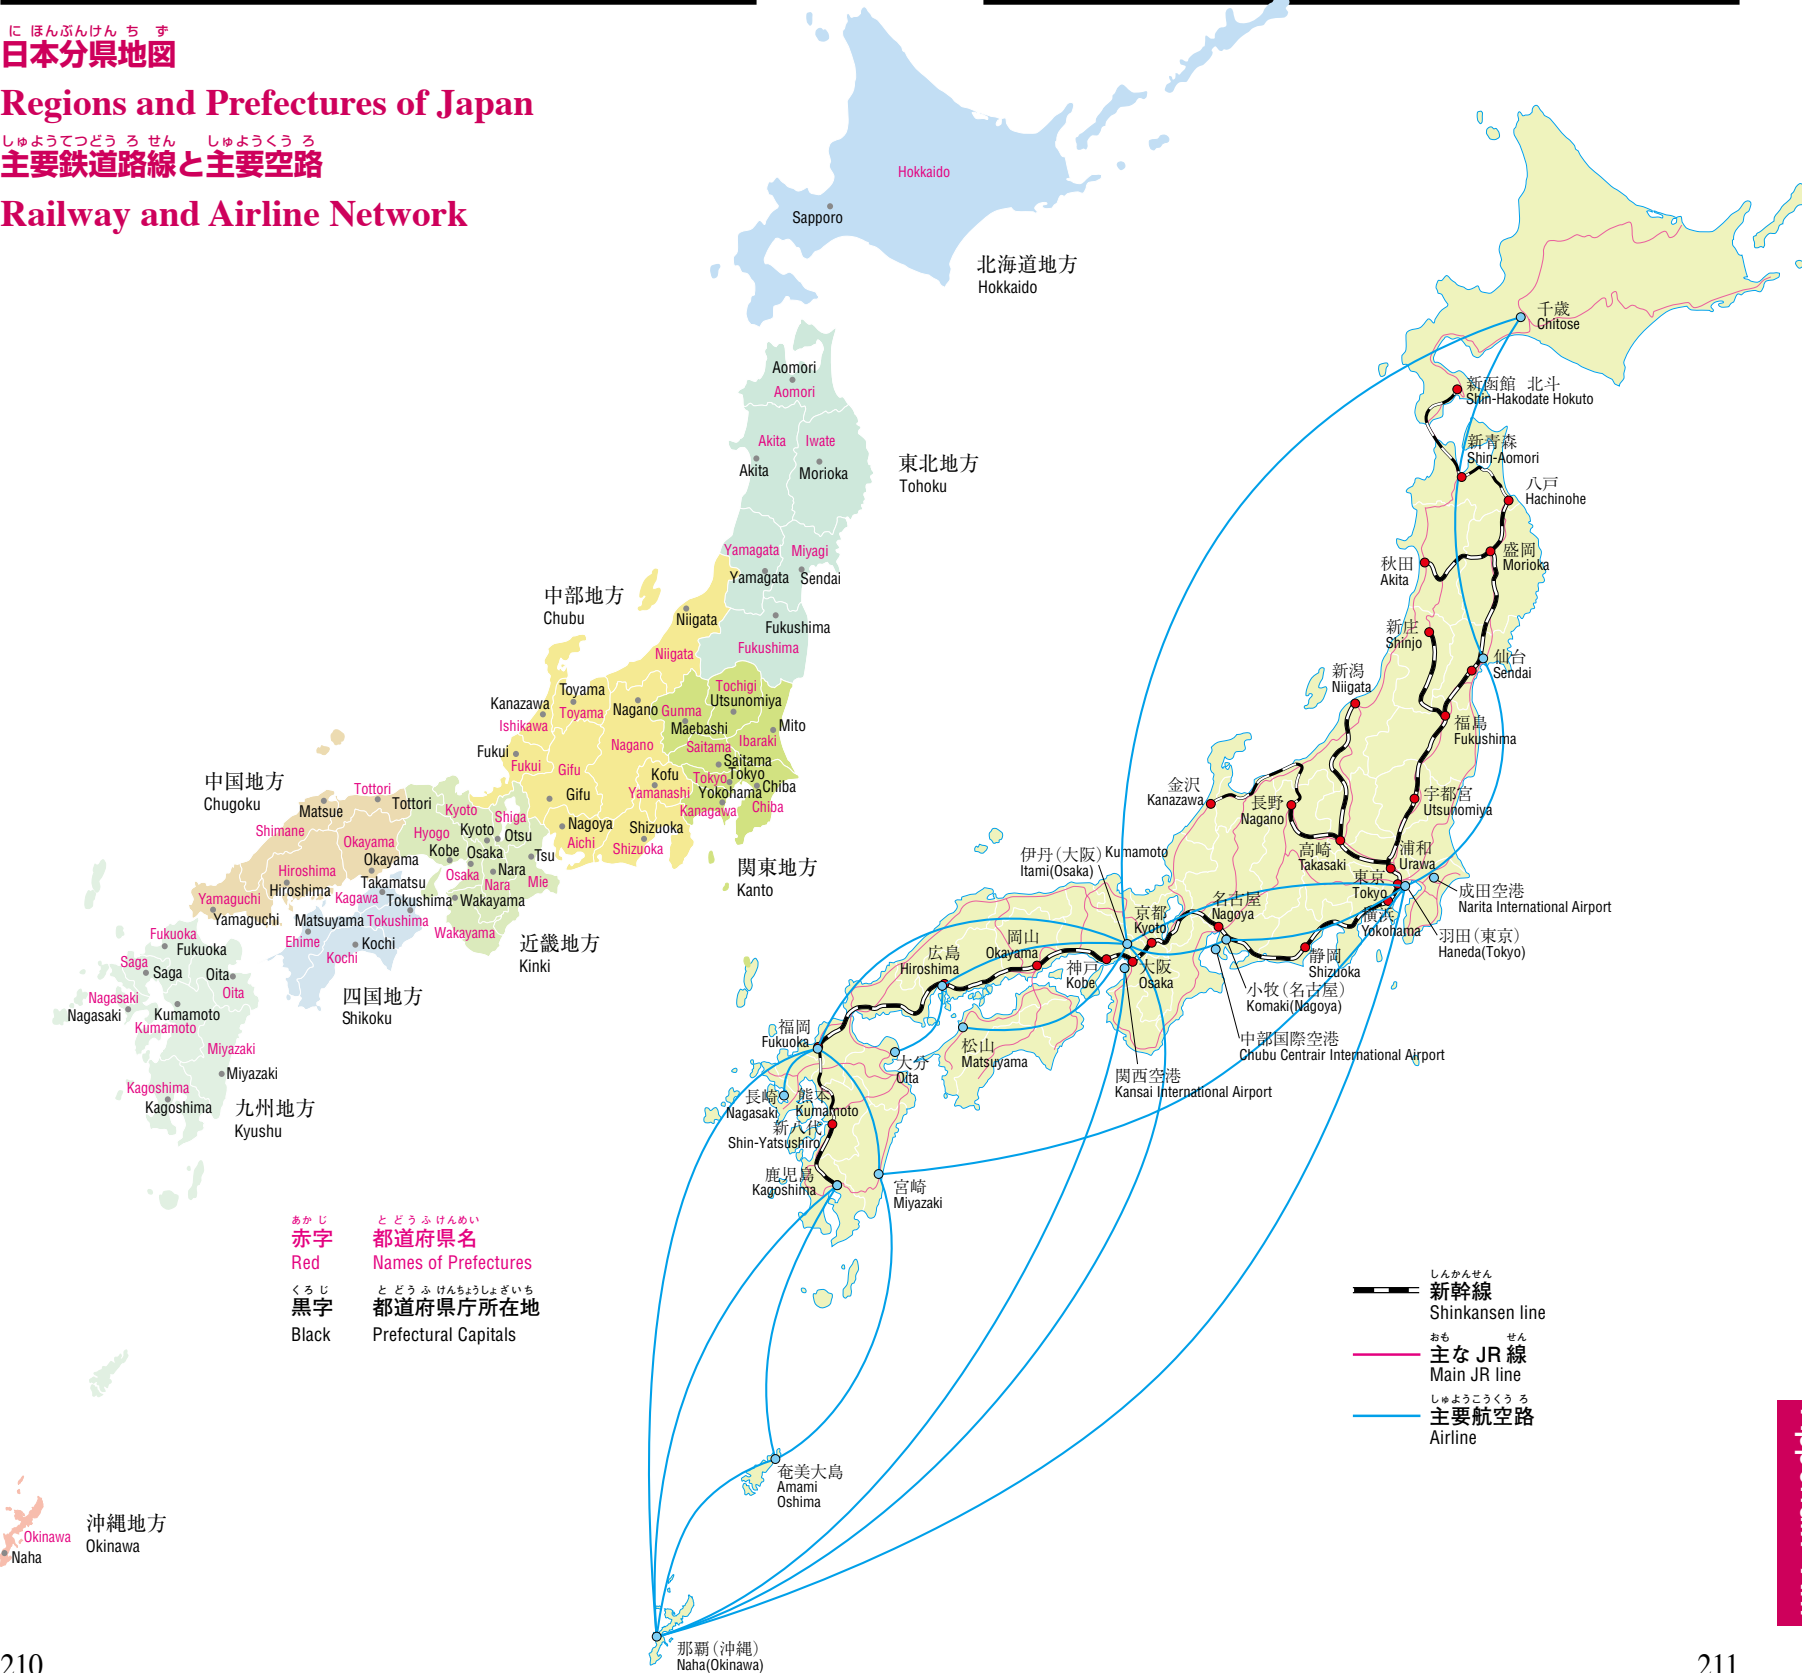 に ほんぶんけん ち ず
日本分県地図
Regions and Prefectures of Japan
しゅようてつどう ろ せん しゅようくう ろ
主要鉄道路線と主要空路
Railway and Airline Network
Hokkaido
Sapporo
北海道地方
Hokkaido
Aomori
Aomori
Akita
Iwate
Akita
Morioka
東北地方
Tohoku
Yamagata
Miyagi
Yamagata
Sendai
Fukushima
Fukushima
中部地方
Chubu
Niigata
Niigata
Toyama
Toyama
Kanazawa
Ishikawa
Nagano
Nagano
Fukui
Fukui
Gifu
Gifu
Kofu
Yamanashi
Nagoya
Aichi
Shizuoka
Shizuoka
Tochigi
Utsunomiya
Gunma
Maebashi
Mito
Ibaraki
Saitama
Saitama
Tokyo
Tokyo
Yokohama
Kanagawa
Chiba
Chiba
関東地方
Kanto
中国地方
Chugoku
Tottori
Tottori
Matsue
Shimane
Okayama
Okayama
Hiroshima
Hiroshima
Yamaguchi
Yamaguchi
Kyoto
Kyoto
Shiga
Otsu
Hyogo
Kobe
Osaka
Osaka
Nara
Nara
Tsu
Mie
Wakayama
Wakayama
近畿地方
Kinki
Takamatsu
Kagawa
Tokushima
Tokushima
Matsuyama
Ehime
Kochi
Kochi
四国地方
Shikoku
Fukuoka
Fukuoka
Saga
Saga
Oita
Oita
Nagasaki
Nagasaki
Kumamoto
Kumamoto
Miyazaki
Miyazaki
Kagoshima
Kagoshima
九州地方
Kyushu
あか じ と どう ふ けんめい
赤字 都道府県名
Red Names of Prefectures
くろ じ と どう ふ けんちょうしょざいち
黒字 都道府県庁所在地
Black Prefectural Capitals
Okinawa
Naha
沖縄地方
Okinawa
210
千歳
Chitose
新函館 北斗
Shin-Hakodate Hokuto
新青森
Shin-Aomori
八戸
Hachinohe
盛岡
Morioka
秋田
Akita
新庄
Shinjo
仙台
Sendai
新潟
Niigata
福島
Fukushima
金沢
Kanazawa
長野
Nagano
宇都宮
Utsunomiya
高崎
Takasaki
浦和
Urawa
東京
Tokyo
成田空港
Narita International Airport
横浜
Yokohama
羽田（東京）
Haneda(Tokyo)
伊丹（大阪）Kumamoto
Itami(Osaka)
名古屋
Nagoya
京都
Kyoto
静岡
Shizuoka
岡山
Okayama
広島
Hiroshima
神戸
Kobe
大阪
Osaka
小牧（名古屋）
Komaki(Nagoya)
中部国際空港
Chubu Centrair International Airport
関西空港
Kansai International Airport
福岡
Fukuoka
大分
Oita
松山
Matsuyama
長崎
Nagasaki
熊本
Kumamoto
新八代
Shin-Yatsushiro
鹿児島
Kagoshima
宮崎
Miyazaki
奄美大島
Amami
Oshima
那覇（沖縄）
Naha(Okinawa)
しんかんせん
新幹線
Shinkansen line
おも せん
主な JR 線
Main JR line
しゅようこうくう ろ
主要航空路
Airline
211